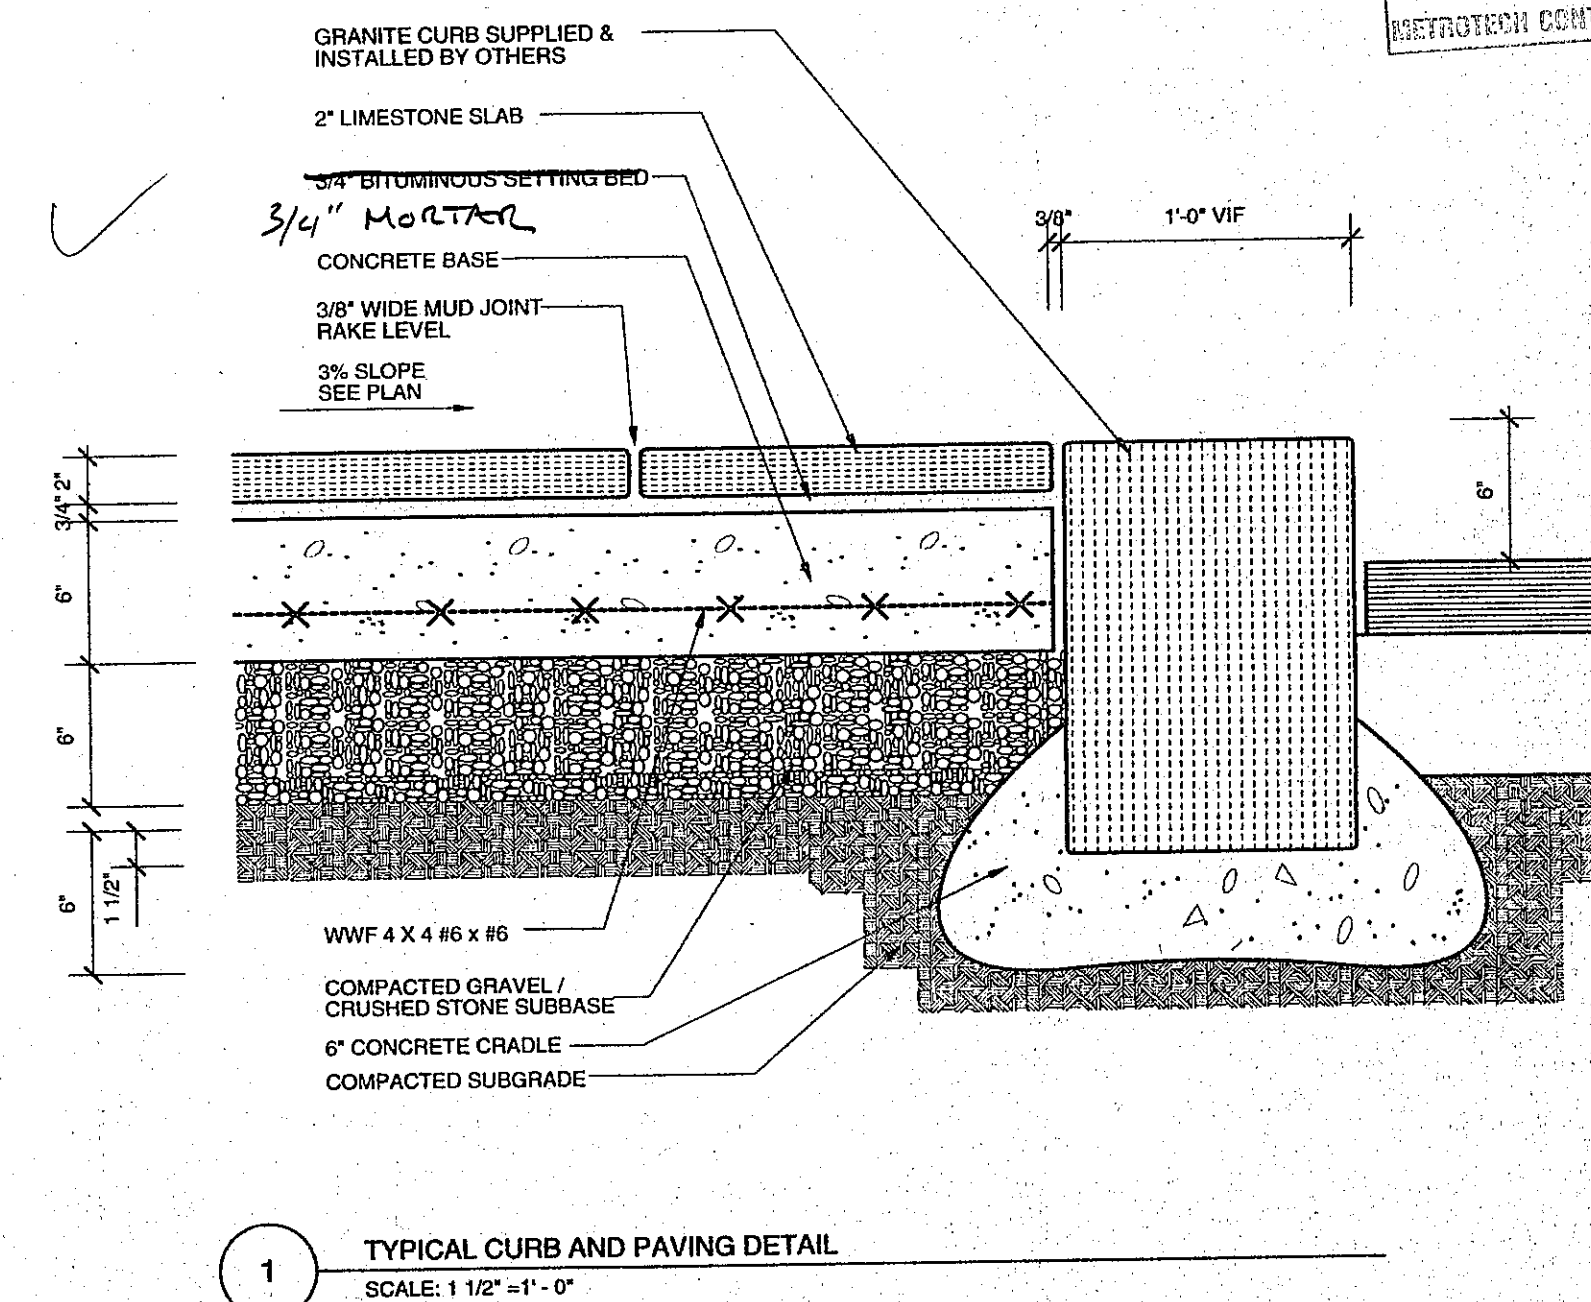 METROTECH CONT
GRANITE CURB SUPPLIED &
INSTALLED BY OTHERS
2" LIMESTONE SLAB
3/4" BITUMINOUS SETTING BED
3/4" MORTAR
CONCRETE BASE
3/8" WIDE MUD JOINT
RAKE LEVEL
3% SLOPE
SEE PLAN
3/8"
1'-0" VIF
2"
3/4"
6"
6"
6"
1 1/2"
6"
WWF 4 X 4 #6 x #6
COMPACTED GRAVEL /
CRUSHED STONE SUBBASE
6" CONCRETE CRADLE
COMPACTED SUBGRADE
1
TYPICAL CURB AND PAVING DETAIL
SCALE: 1 1/2" =1' - 0"